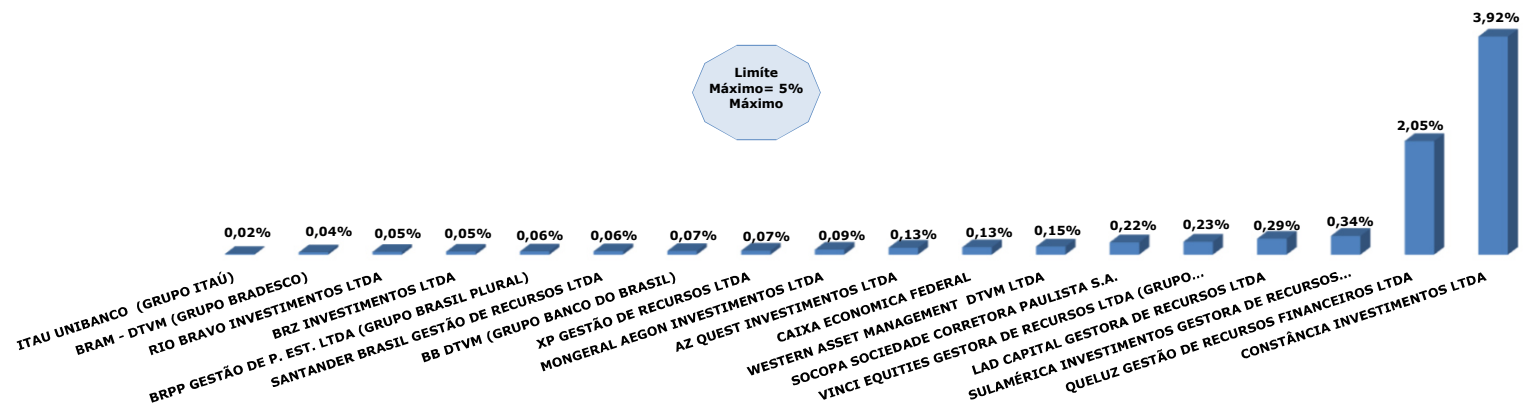 3,92%
Limíte
Máximo= 5%
Máximo
2,05%
0,02%
0,04%
0,05%
0,05%
0,06%
0,06%
0,07%
0,07%
0,09%
0,13%
0,13%
0,15%
0,22%
0,23%
0,29%
0,34%
ITAU UNIBANCO (GRUPO ITAÚ)
BRAM - DTVM (GRUPO BRADESCO)
RIO BRAVO INVESTIMENTOS LTDA
BRZ INVESTIMENTOS LTDA
BRPP GESTÃO DE P. EST. LTDA (GRUPO BRASIL PLURAL)
SANTANDER BRASIL GESTÃO DE RECURSOS LTDA
BB DTVM (GRUPO BANCO DO BRASIL)
XP GESTÃO DE RECURSOS LTDA
MONGERAL AEGON INVESTIMENTOS LTDA
AZ QUEST INVESTIMENTOS LTDA
CAIXA ECONOMICA FEDERAL
WESTERN ASSET MANAGEMENT DTVM LTDA
SOCOPA SOCIEDADE CORRETORA PAULISTA S.A.
VINCI EQUITIES GESTORA DE RECURSOS LTDA (GRUPO...
LAD CAPITAL GESTORA DE RECURSOS LTDA
SULAMÉRICA INVESTIMENTOS GESTORA DE RECURSOS...
QUELUZ GESTÃO DE RECURSOS FINANCEIROS LTDA
CONSTÂNCIA INVESTIMENTOS LTDA